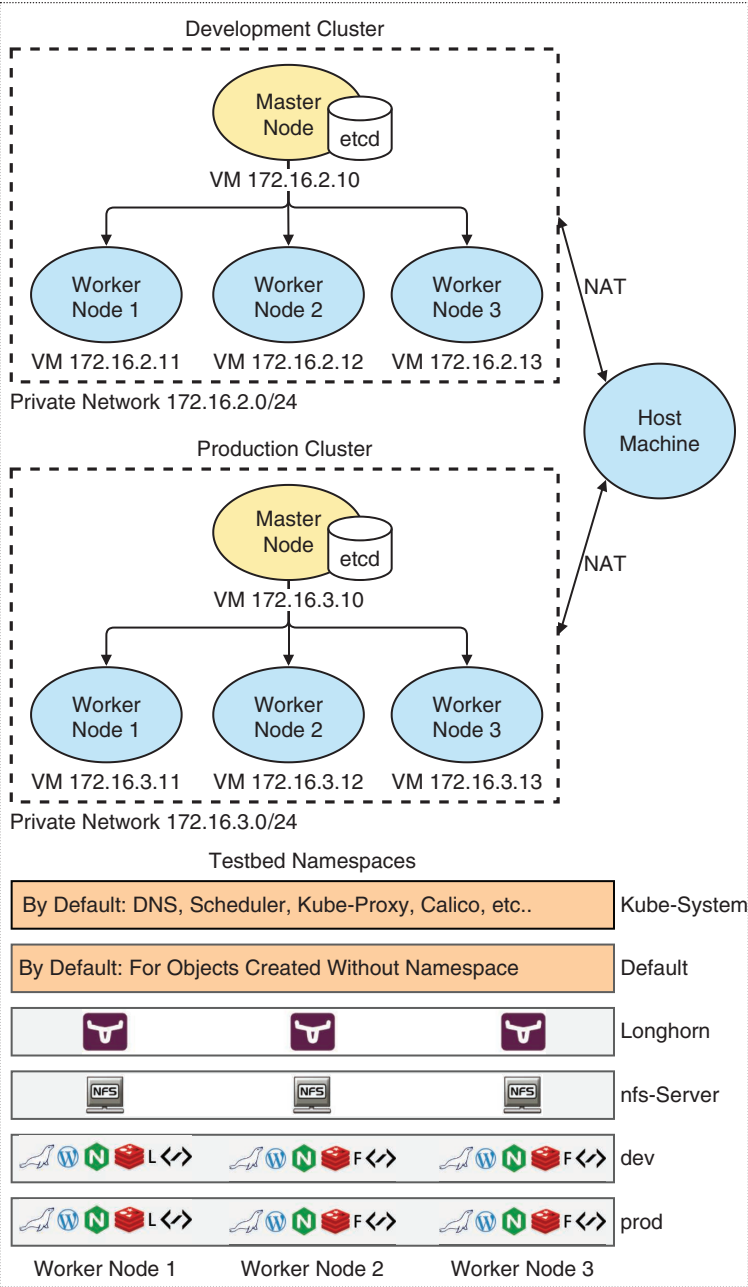 Development Cluster
Master
Node
etcd
VM 172.16.2.10
Worker
Node 1
Worker
Node 2
Worker
Node 3
VM 172.16.2.11
VM 172.16.2.12
VM 172.16.2.13
Private Network 172.16.2.0/24
NAT
Host
Machine
Production Cluster
Master
Node
etcd
VM 172.16.3.10
NAT
Worker
Node 1
Worker
Node 2
Worker
Node 3
VM 172.16.3.11
VM 172.16.3.12
VM 172.16.3.13
Private Network 172.16.3.0/24
Testbed Namespaces
By Default: DNS, Scheduler, Kube-Proxy, Calico, etc..
Kube-System
By Default: For Objects Created Without Namespace
Default
Longhorn
NFS
NFS
NFS
nfs-Server
W N L
W N F
W N F
dev
W N L
W N F
W N F
prod
Worker Node 1
Worker Node 2
Worker Node 3